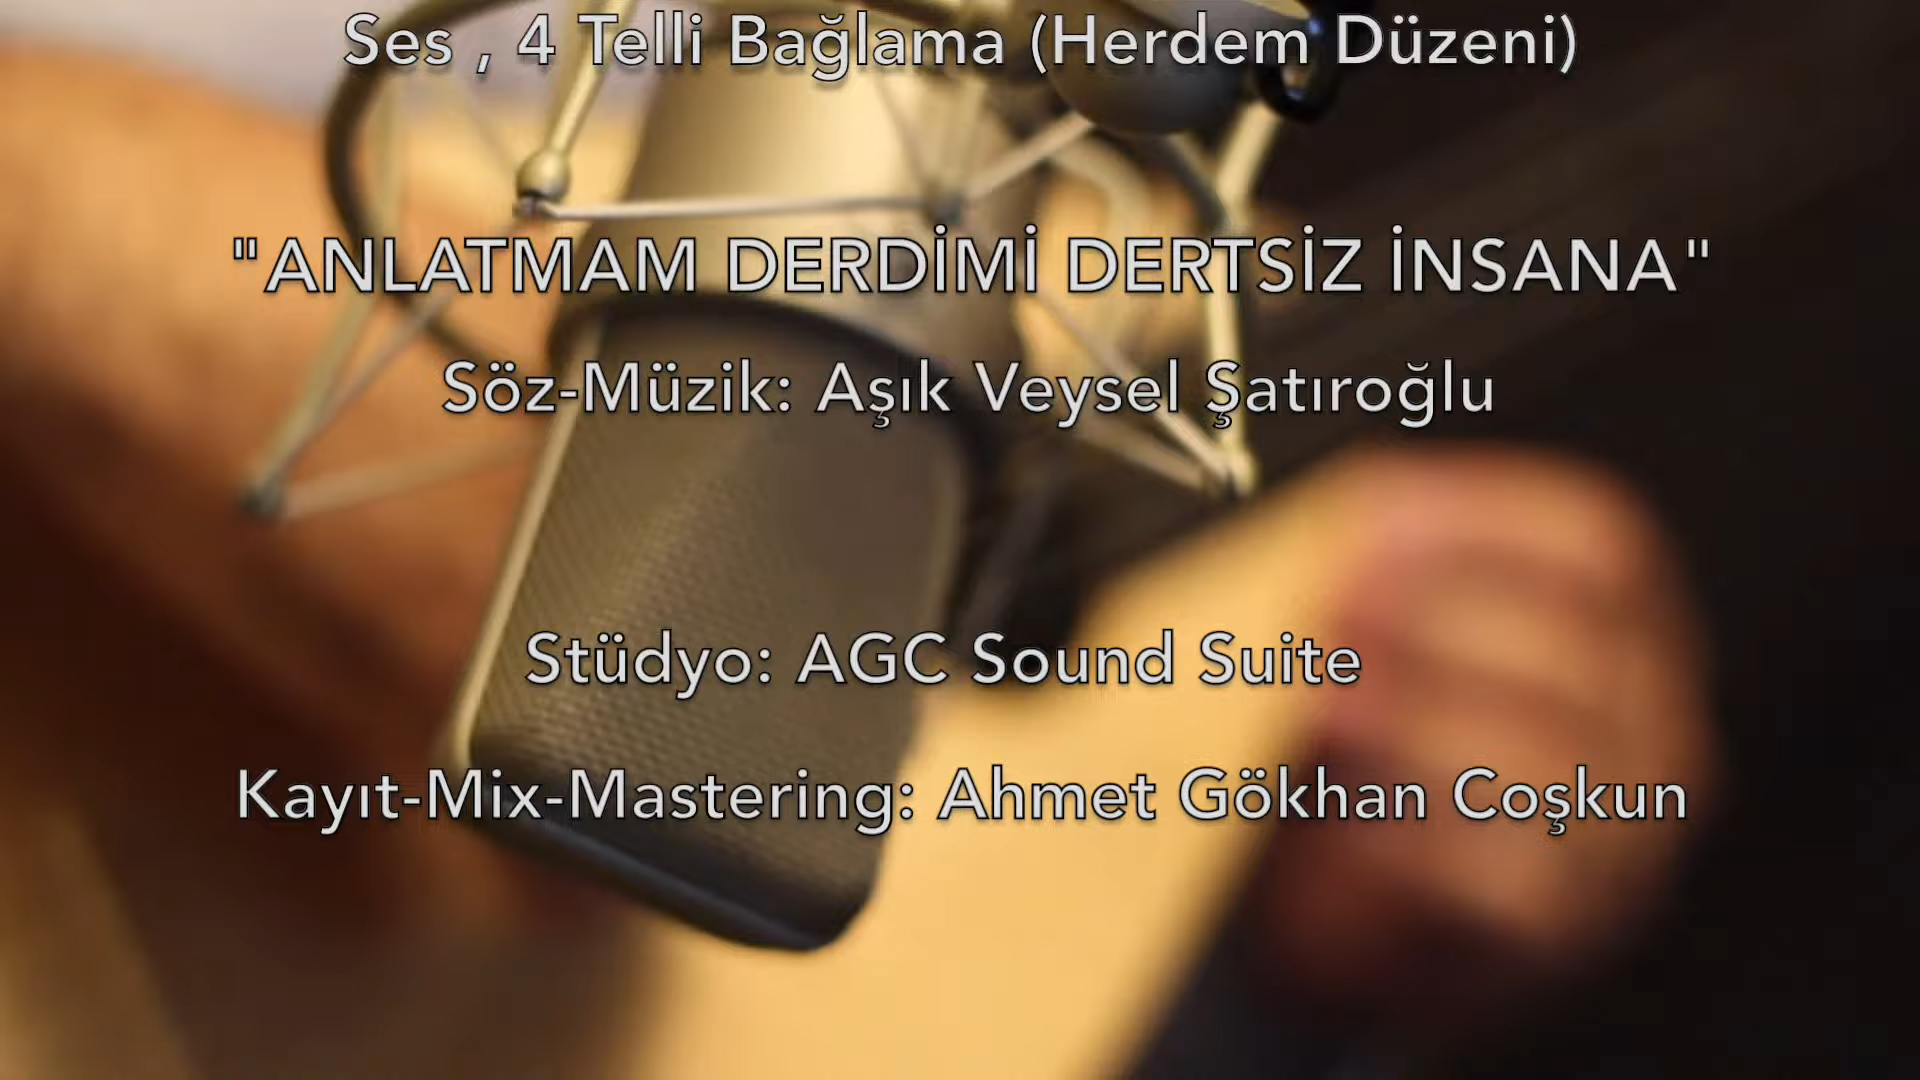 Ses , 4 Telli Bağlama (Herdem Düzeni)
"ANLATMAM DERDİMİ DERTSİZ İNSANA"
Söz-Müzik: Aşık Veysel Şatıroğlu
Stüdyo: AGC Sound Suite
Kayıt-Mix-Mastering: Ahmet Gökhan Coşkun